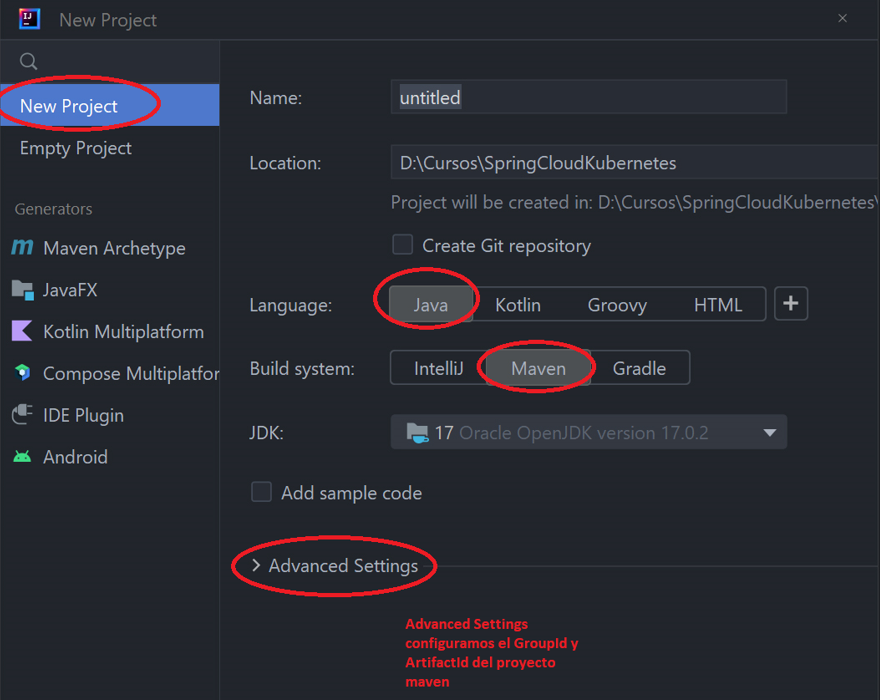 New Project
New Project
Empty Project
Generators
Maven Archetype
JavaFX
Kotlin Multiplatform
Compose Multiplatfor
IDE Plugin
Android
Name: untitled
Location: D:\Cursos\SpringCloudKubernetes
Project will be created in: D:\Cursos\SpringCloudKubernetes\
Create Git repository
Language: Java Kotlin Groovy HTML +
Build system: IntelliJ Maven Gradle
JDK: 17 Oracle OpenJDK version 17.0.2
Add sample code
Advanced Settings
Advanced Settings
configuramos el GroupId y
ArtifactId del proyecto
maven